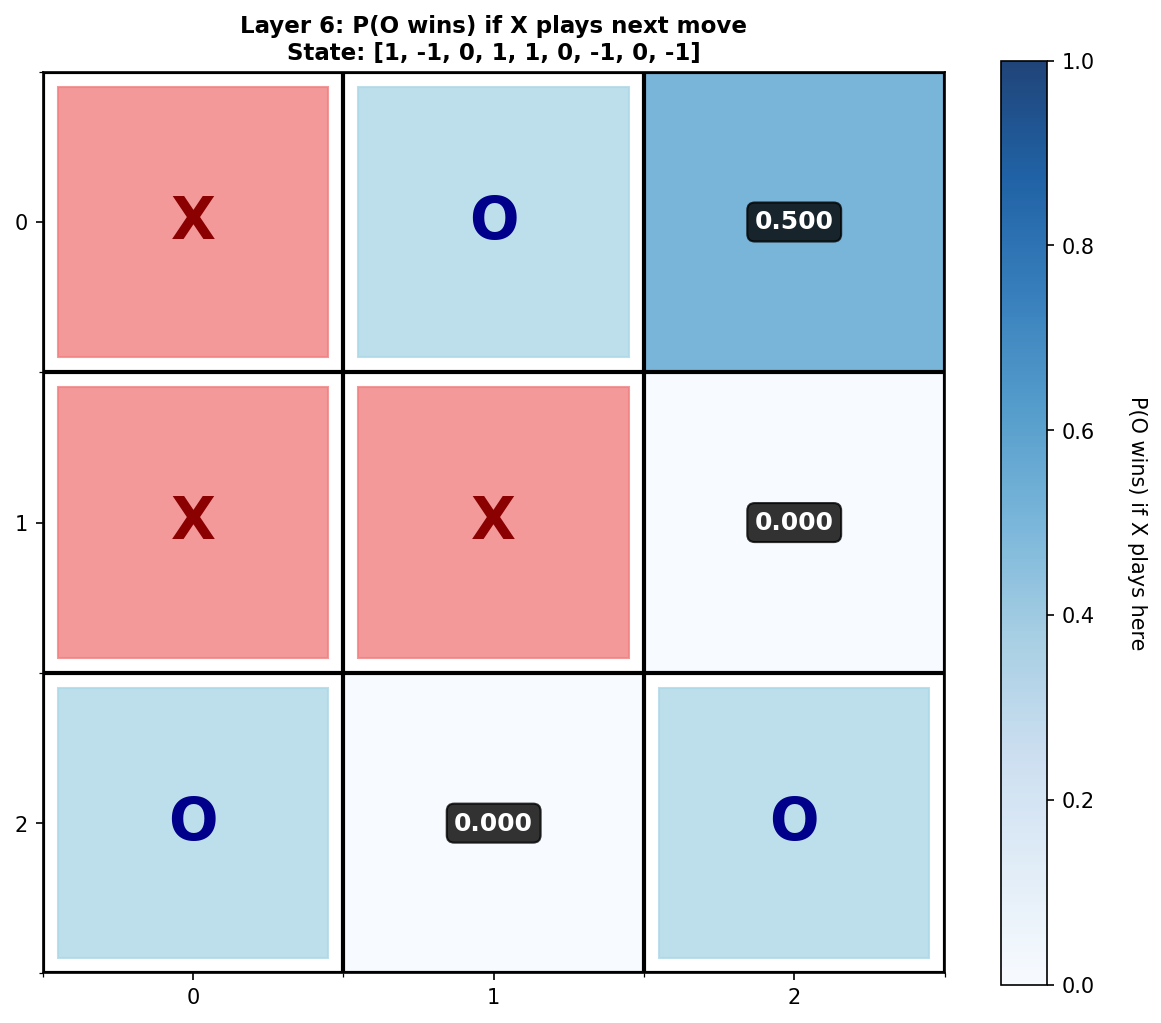 Layer 6: P(O wins) if X plays next move
State: [1, -1, 0, 1, 1, 0, -1, 0, -1]
0
X
O
0.500
1
X
X
0.000
2
O
0.000
O
0
1
2
1.0
0.8
0.6
0.4
0.2
0.0
P(O wins) if X plays here